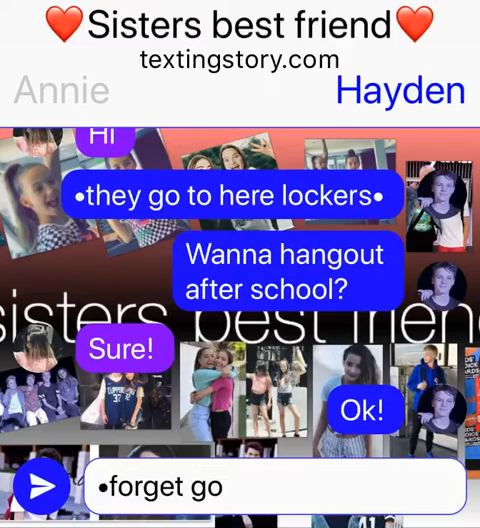 ❤️Sisters best friend❤️
textingstory.com
Annie Hayden
Hi
•they go to here lockers•
Wanna hangout
after school?
sisters best frien
Sure!
Ok!
•forget go